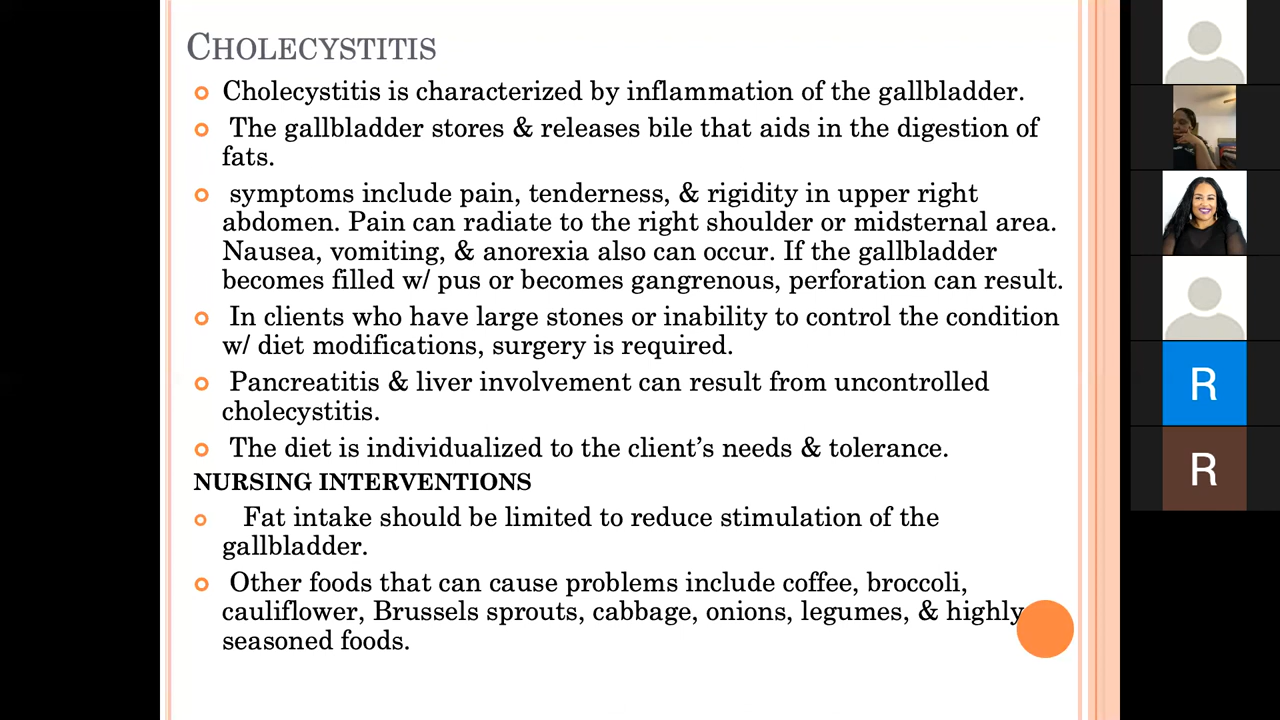 CHOLECYSTITIS
Cholecystitis is characterized by inflammation of the gallbladder.
The gallbladder stores & releases bile that aids in the digestion of
fats.
symptoms include pain, tenderness, & rigidity in upper right
abdomen. Pain can radiate to the right shoulder or midsternal area.
Nausea, vomiting, & anorexia also can occur. If the gallbladder
becomes filled w/ pus or becomes gangrenous, perforation can result.
In clients who have large stones or inability to control the condition
w/ diet modifications, surgery is required.
Pancreatitis & liver involvement can result from uncontrolled
cholecystitis.
The diet is individualized to the client’s needs & tolerance.
NURSING INTERVENTIONS
Fat intake should be limited to reduce stimulation of the
gallbladder.
Other foods that can cause problems include coffee, broccoli,
cauliflower, Brussels sprouts, cabbage, onions, legumes, & highly
seasoned foods.
R
R